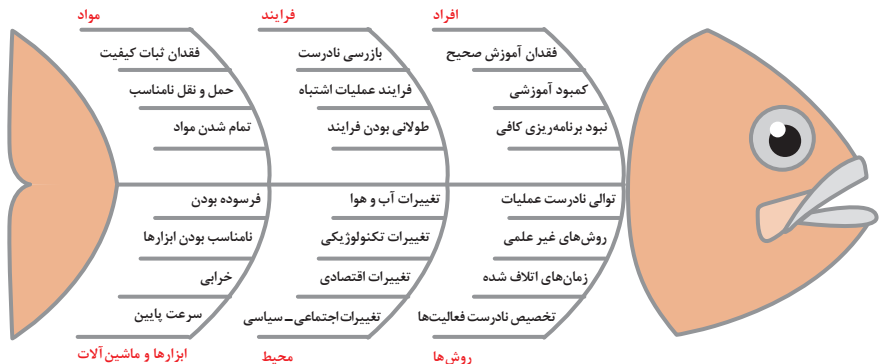 افراد
فقدان آموزش صحیح
کمبود آموزشی
نبود برنامه‌ریزی کافی
فرایند
بازرسی نادرست
فرایند عملیات اشتباه
طولانی بودن فرایند
مواد
فقدان ثبات کیفیت
حمل و نقل نامناسب
تمام شدن مواد
توالی نادرست عملیات
روش‌های غیر علمی
زمان‌های اتلاف شده
تخصیص نادرست فعالیت‌ها
روش‌ها
تغییرات آب و هوا
تغییرات تکنولوژیکی
تغییرات اقتصادی
تغییرات اجتماعی ـ سیاسی
محیط
فرسوده بودن
نامناسب بودن ابزارها
خرابی
سرعت پایین
ابزارها و ماشین‌آلات